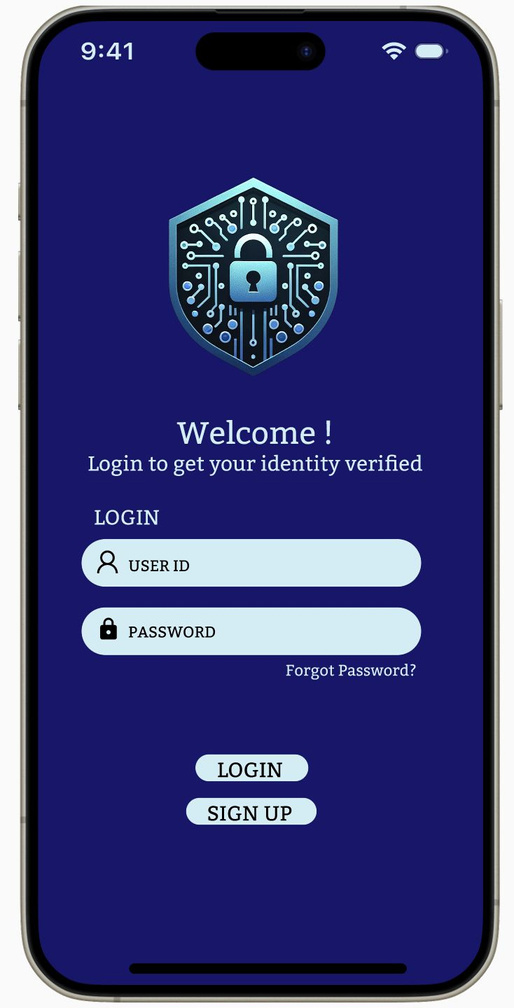 9:41
Welcome !
Login to get your identity verified
LOGIN
USER ID
PASSWORD
Forgot Password?
LOGIN
SIGN UP